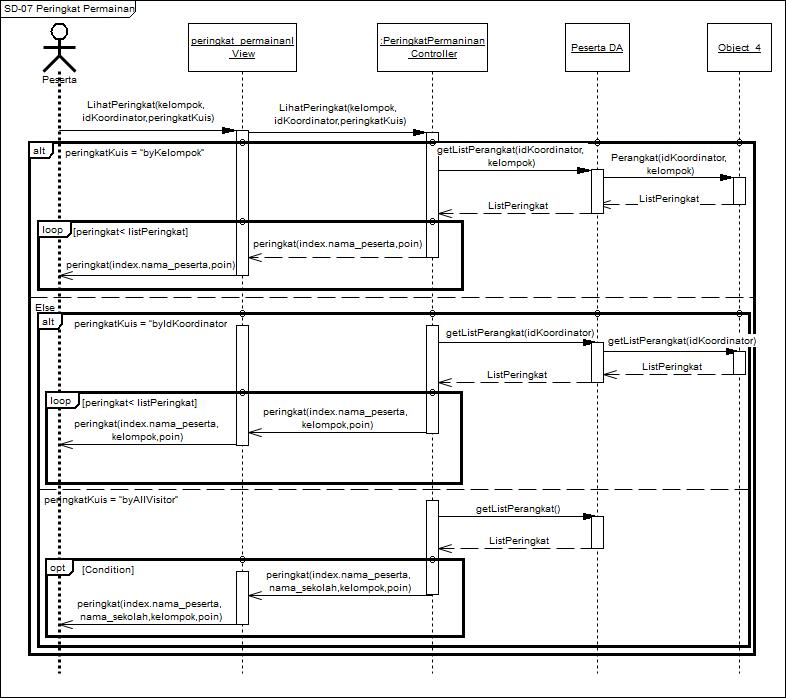 SD-07 Peringkat Permainan
Peserta
peringkat_permainanl
View
:PeringkatPermaninan
Controller
Peserta DA
Object_4
LihatPeringkat(kelompok,
idKoordinator,peringkatKuis)
LihatPeringkat(kelompok,
idKoordinator,peringkatKuis)
alt
peringkatKuis = "byKelompok"
getListPerangkat(idKoordinator,
kelompok)
Perangkat(idKoordinator,
kelompok)
ListPeringkat
ListPeringkat
loop
[peringkat< listPeringkat]
peringkat(index.nama_peserta,poin)
peringkat(index.nama_peserta,poin)
Else
alt
peringkatKuis = "byIdKoordinator
getListPerangkat(idKoordinator)
getListPerangkat(idKoordinator)
ListPeringkat
ListPeringkat
loop
[peringkat< listPeringkat]
peringkat(index.nama_peserta,
kelompok,poin)
peringkat(index.nama_peserta,
kelompok,poin)
peringkatKuis = "byAllVisitor"
getListPerangkat()
ListPeringkat
opt
[Condition]
peringkat(index.nama_peserta,
nama_sekolah,kelompok,poin)
peringkat(index.nama_peserta,
nama_sekolah,kelompok,poin)